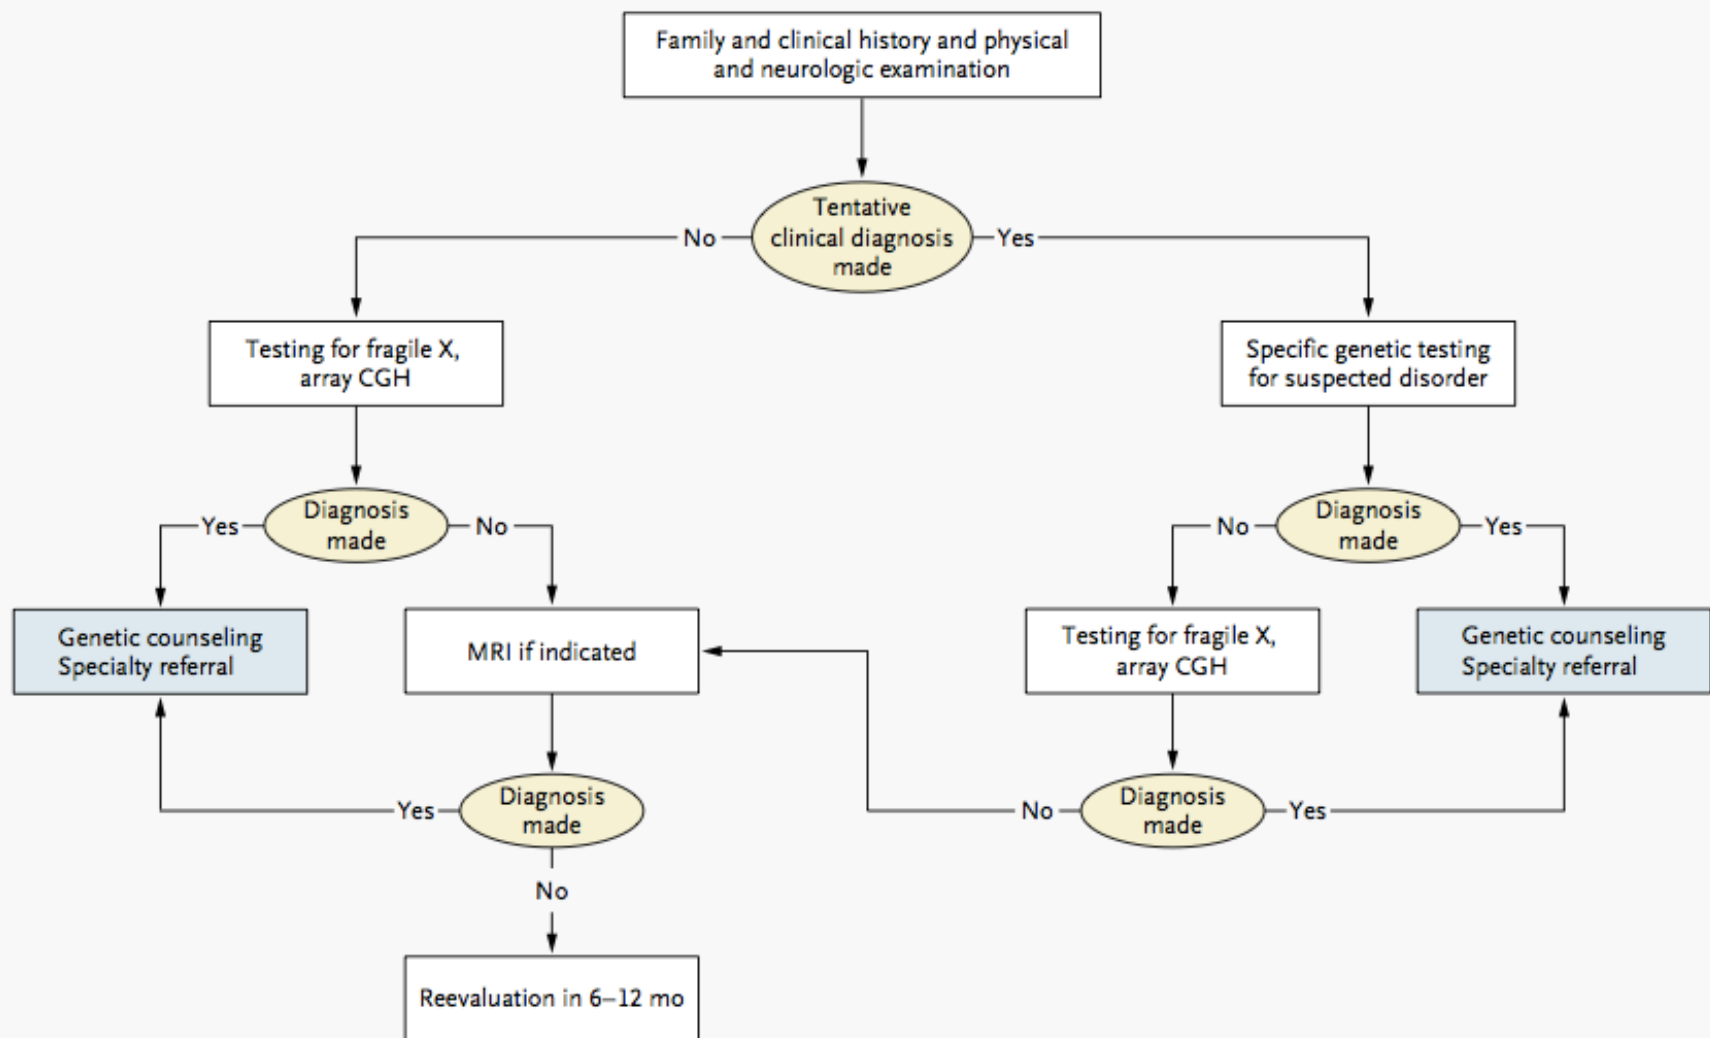 Family and clinical history and physical
and neurologic examination
Tentative
clinical diagnosis
made
No
Yes
Testing for fragile X,
array CGH
Specific genetic testing
for suspected disorder
Diagnosis
made
Yes
No
Diagnosis
made
No
Yes
Genetic counseling
Specialty referral
MRI if indicated
Testing for fragile X,
array CGH
Genetic counseling
Specialty referral
Diagnosis
made
Yes
No
Diagnosis
made
No
Yes
Reevaluation in 6–12 mo